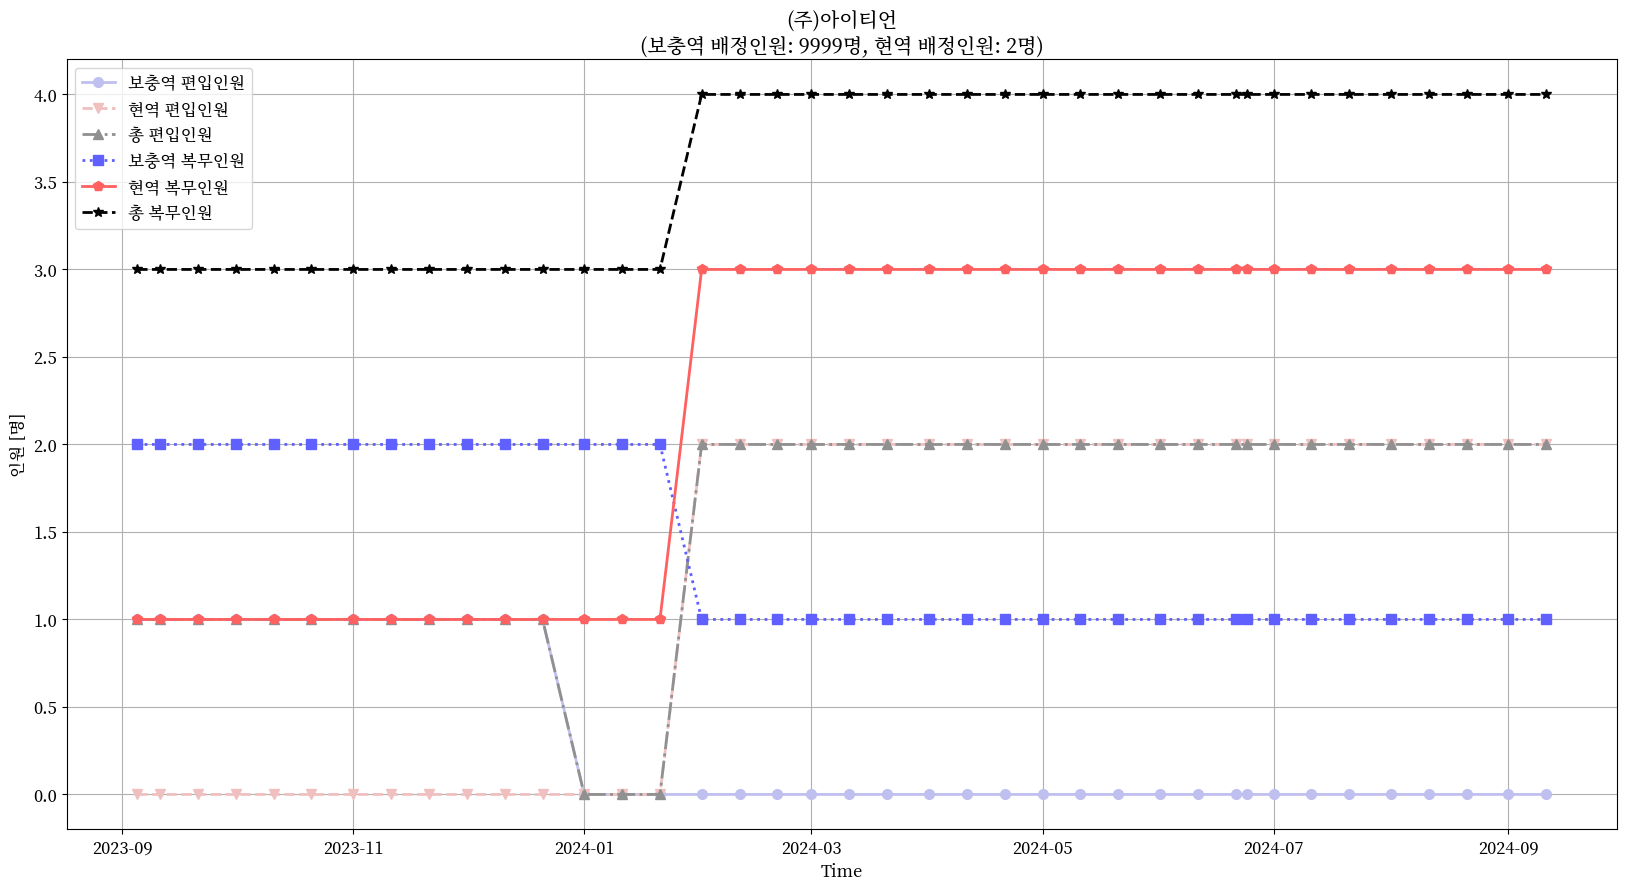 (주)아이티언
(보충역 배정인원: 9999명, 현역 배정인원: 2명)
보충역 편입인원
현역 편입인원
총 편입인원
보충역 복무인원
현역 복무인원
총 복무인원
인원 [명]
4.0
3.5
3.0
2.5
2.0
1.5
1.0
0.5
0.0
2023-09 2023-11 2024-01 2024-03 2024-05 2024-07 2024-09
Time